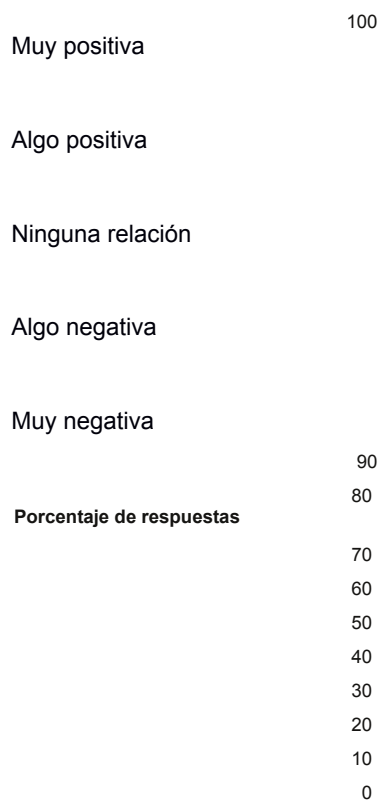 100
Muy positiva
Algo positiva
Ninguna relación
Algo negativa
Muy negativa
90
80
Porcentaje de respuestas
70
60
50
40
30
20
10
0